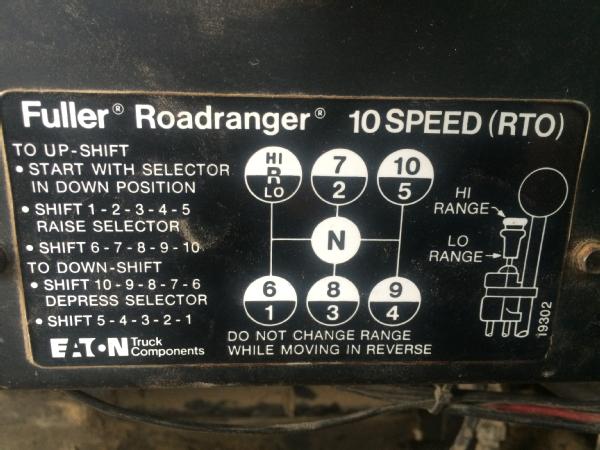 Fuller® Roadranger® 10 SPEED (RTO)
TO UP-SHIFT
• START WITH SELECTOR
IN DOWN POSITION
• SHIFT 1-2-3-4-5
RAISE SELECTOR
• SHIFT 6-7-8-9-10
TO DOWN-SHIFT
• SHIFT 10-9-8-7-6
DEPRESS SELECTOR
• SHIFT 5-4-3-2-1
EATON Truck
Components
HI
R
LO
7
2
10
5
N
6
1
8
3
9
4
DO NOT CHANGE RANGE
WHILE MOVING IN REVERSE
HI
RANGE
LO
RANGE
19302